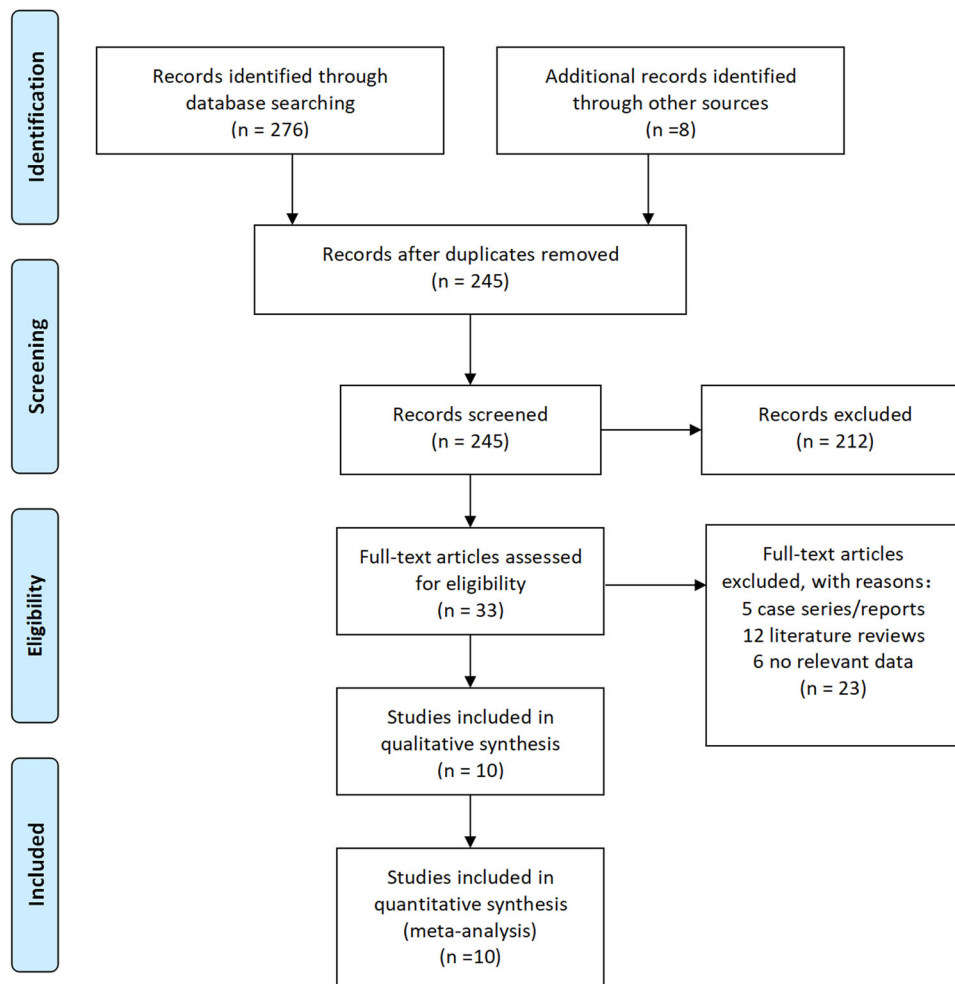 Identification
Records identified through
database searching
(n = 276)
Additional records identified
through other sources
(n =8)
Records after duplicates removed
(n = 245)
Screening
Records screened
(n = 245)
Records excluded
(n = 212)
Eligibility
Full-text articles assessed
for eligibility
(n = 33)
Full-text articles
excluded, with reasons：
5 case series/reports
12 literature reviews
6 no relevant data
(n = 23)
Studies included in
qualitative synthesis
(n = 10)
Included
Studies included in
quantitative synthesis
(meta-analysis)
(n =10)